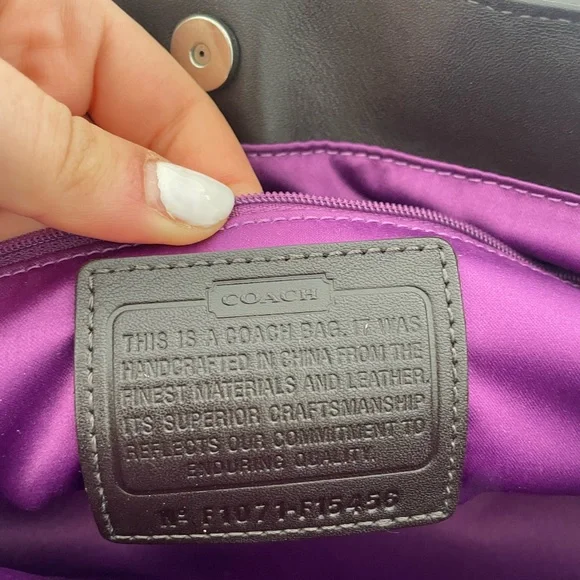 COACH
THIS IS A COACH BAG. IT WAS
HANDCRAFTED IN CHINA FROM THE
FINEST MATERIALS AND LEATHER.
ITS SUPERIOR CRAFTSMANSHIP
REFLECTS OUR COMMITMENT TO
ENDURING QUALITY.
Nº F1071-F15456